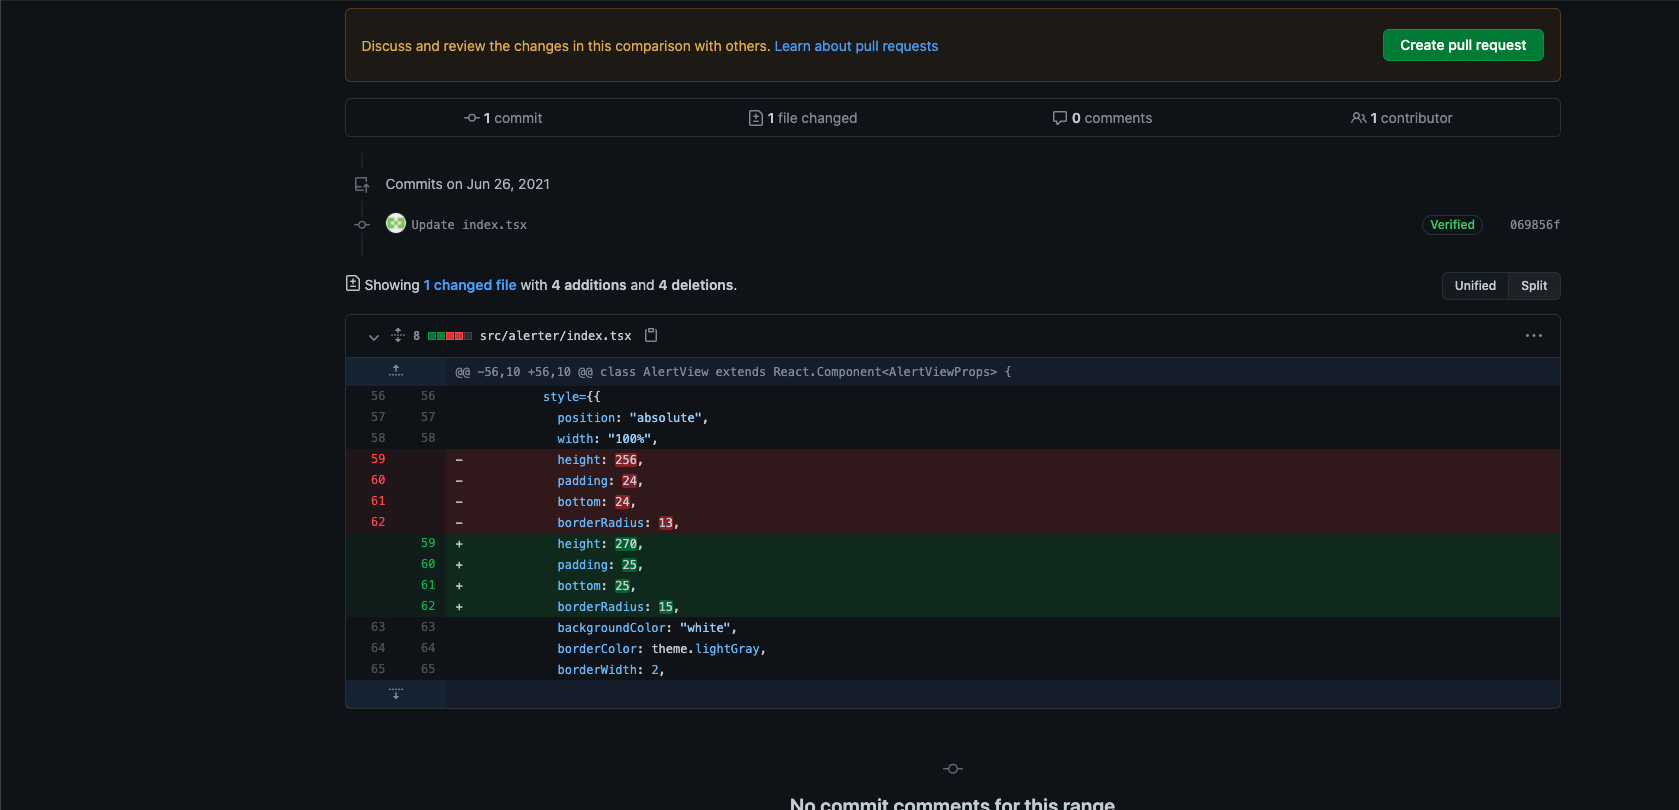 Discuss and review the changes in this comparison with others. Learn about pull requests
Create pull request
1 commit
1 file changed
0 comments
1 contributor
Commits on Jun 26, 2021
Update index.tsx
Verified
069856f
Showing 1 changed file with 4 additions and 4 deletions.
Unified
Split
8
src/alerter/index.tsx
@@ -56,10 +56,10 @@ class AlertView extends React.Component<AlertViewProps> {
56 56 style={{
57 57 position: "absolute",
58 58 width: "100%",
59 - height: 256,
60 - padding: 24,
61 - bottom: 24,
62 - borderRadius: 13,
59 + height: 270,
60 + padding: 25,
61 + bottom: 25,
62 + borderRadius: 15,
63 63 backgroundColor: "white",
64 64 borderColor: theme.lightGray,
65 65 borderWidth: 2,
No commit comments for this range